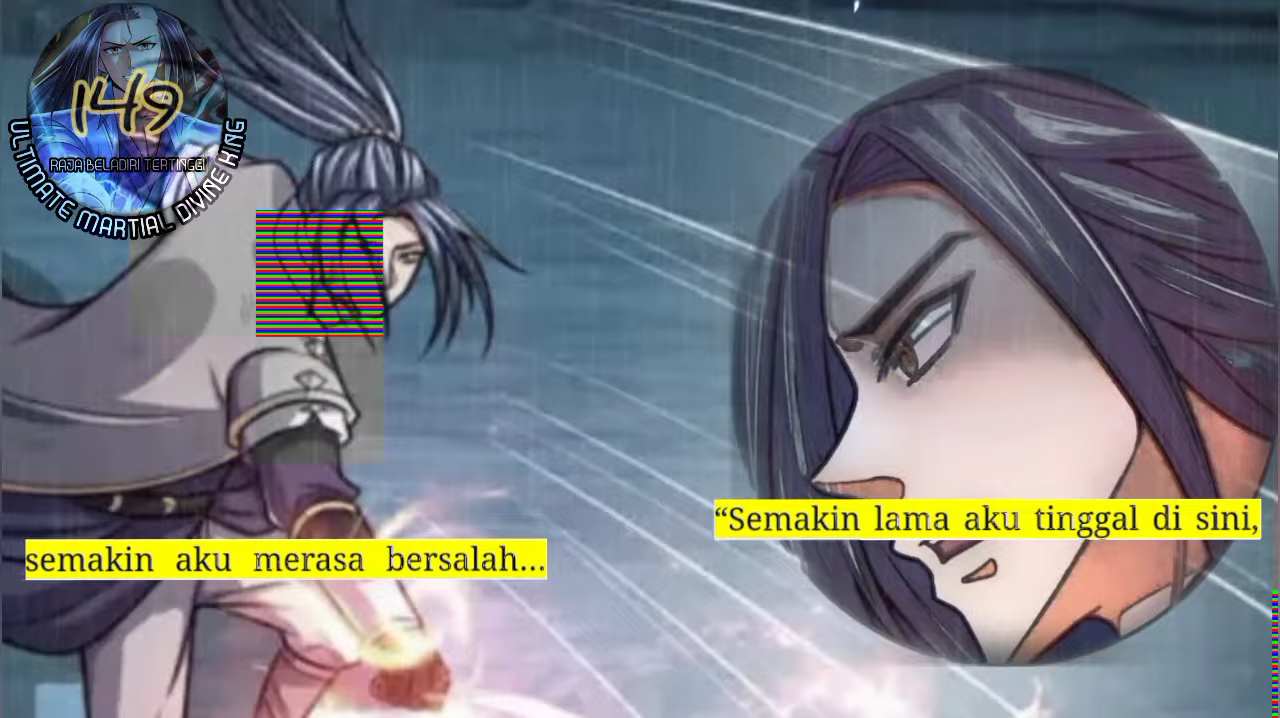 149
RAJA BELADIRI TERTINGGI
ULTIMATE MARTIAL DIVINE KING
“Semakin lama aku tinggal di sini,
semakin aku merasa bersalah...